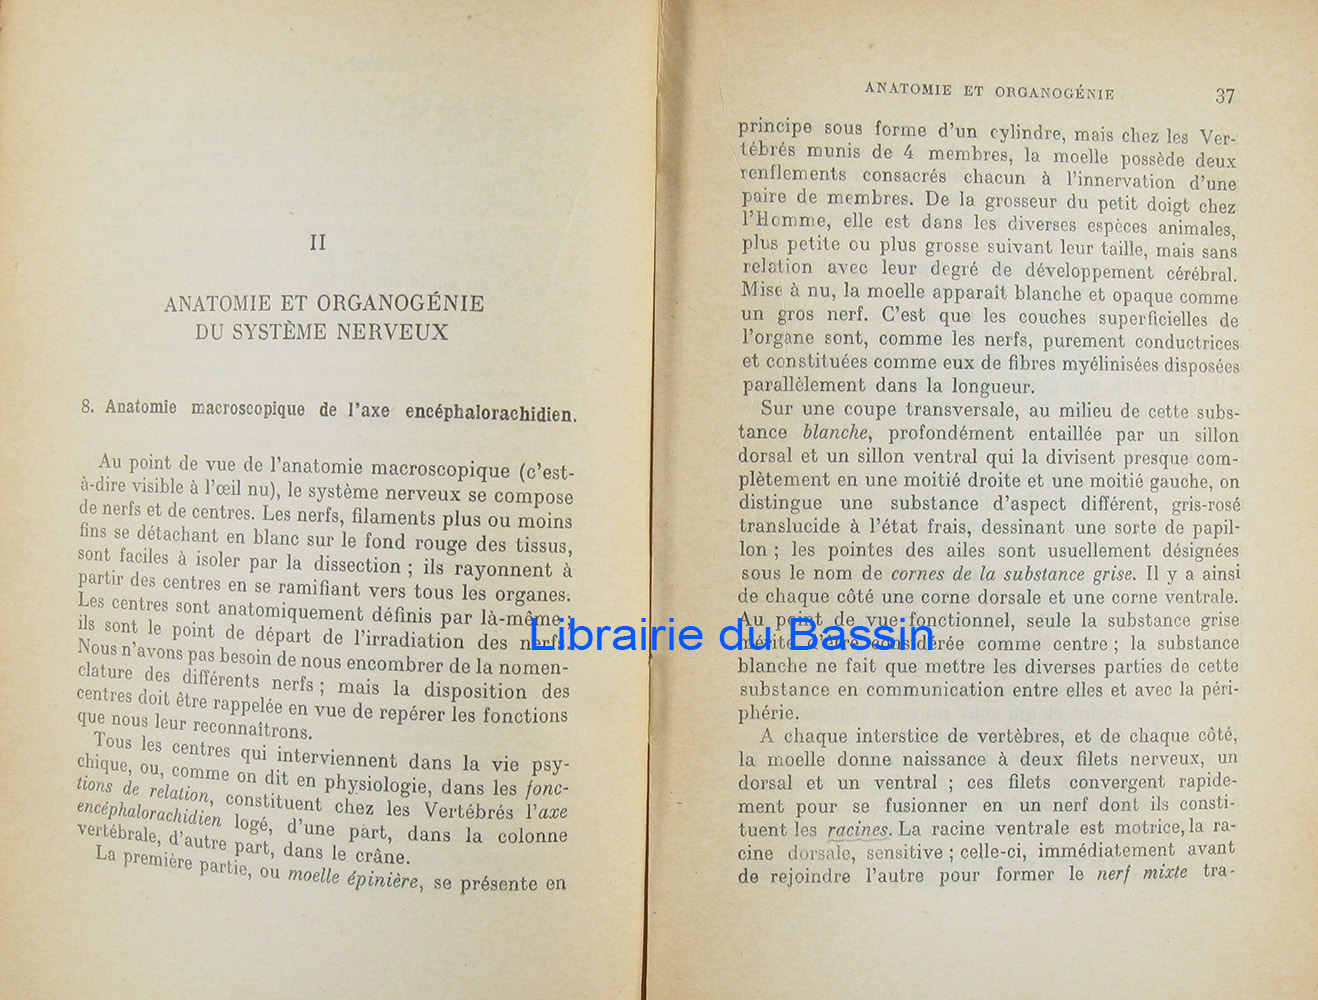 II
ANATOMIE ET ORGANOGÉNIE
DU SYSTÈME NERVEUX
8. Anatomie macroscopique de l'axe encéphalorachidien.
Au point de vue de l'anatomie macroscopique (c'est-
à-dire visible à l'œil nu), le système nerveux se compose
de nerfs et de centres. Les nerfs, filaments plus ou moins
fins se détachant en blanc sur le fond rouge des tissus,
sont faciles à isoler par la dissection ; ils rayonnent à
partir des centres en se ramifiant vers tous les organes.
Les centres sont anatomiquement définis par là-même :
ils sont le point de départ de l'irradiation des nerfs.
Nous n'avons pas besoin de nous encombrer de la nomen-
clature des différents nerfs ; mais la disposition des
centres doit être rappelée en vue de repérer les fonctions
que nous leur reconnaîtrons.
Tous les centres qui interviennent dans la vie psy-
chique, ou, comme on dit en physiologie, dans les fonc-
tions de relation, constituent chez les Vertébrés l'axe
encéphalorachidien logé, d'une part, dans la colonne
vertébrale, d'autre part, dans le crâne.
La première partie, ou moelle épinière, se présente en
ANATOMIE ET ORGANOGÉNIE 37
principe sous forme d'un cylindre, mais chez les Ver-
tébrés munis de 4 membres, la moelle possède deux
renflements consacrés chacun à l'innervation d'une
paire de membres. De la grosseur du petit doigt chez
l'Homme, elle est dans les diverses espèces animales,
plus petite ou plus grosse suivant leur taille, mais sans
relation avec leur degré de développement cérébral.
Mise à nu, la moelle apparaît blanche et opaque comme
un gros nerf. C'est que les couches superficielles de
l'organe sont, comme les nerfs, purement conductrices
et constituées comme eux de fibres myélinisées disposées
parallèlement dans la longueur.
Sur une coupe transversale, au milieu de cette subs-
tance blanche, profondément entaillée par un sillon
dorsal et un sillon ventral qui la divisent presque com-
plètement en une moitié droite et une moitié gauche, on
distingue une substance d'aspect différent, gris-rosé
translucide à l'état frais, dessinant une sorte de papil-
lon ; les pointes des ailes sont usuellement désignées
sous le nom de cornes de la substance grise. Il y a ainsi
de chaque côté une corne dorsale et une corne ventrale.
Au point de vue fonctionnel, seule la substance grise
mérite d'être considérée comme centre ; la substance
blanche ne fait que mettre les diverses parties de cette
substance en communication entre elles et avec la péri-
phérie.
A chaque interstice de vertèbres, et de chaque côté,
la moelle donne naissance à deux filets nerveux, un
dorsal et un ventral ; ces filets convergent rapide-
ment pour se fusionner en un nerf dont ils consti-
tuent les racines. La racine ventrale est motrice, la ra-
cine dorsale, sensitive ; celle-ci, immédiatement avant
de rejoindre l'autre pour former le nerf mixte tra-
Librairie du Bassin